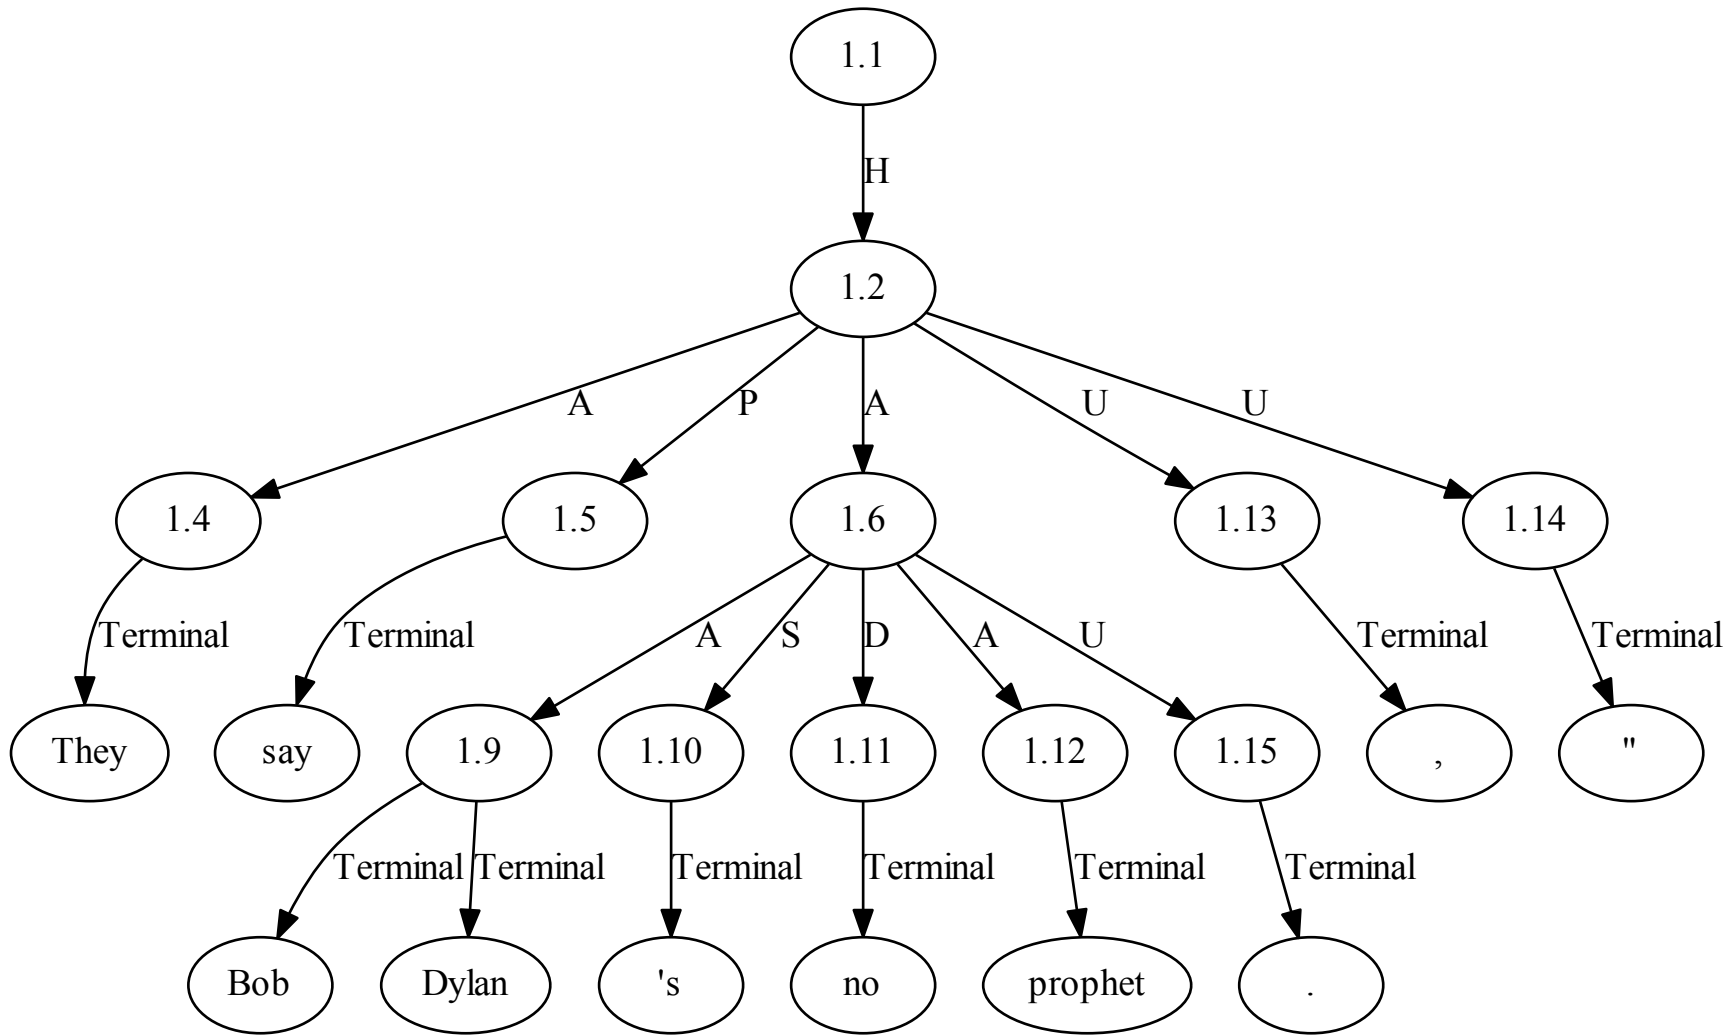 1.1
H
1.2
A P A U U
1.4 1.5 1.6 1.13 1.14
Terminal Terminal A S D A U Terminal Terminal
They say 1.9 1.10 1.11 1.12 1.15 , "
Terminal Terminal Terminal Terminal Terminal Terminal
Bob Dylan 's no prophet .